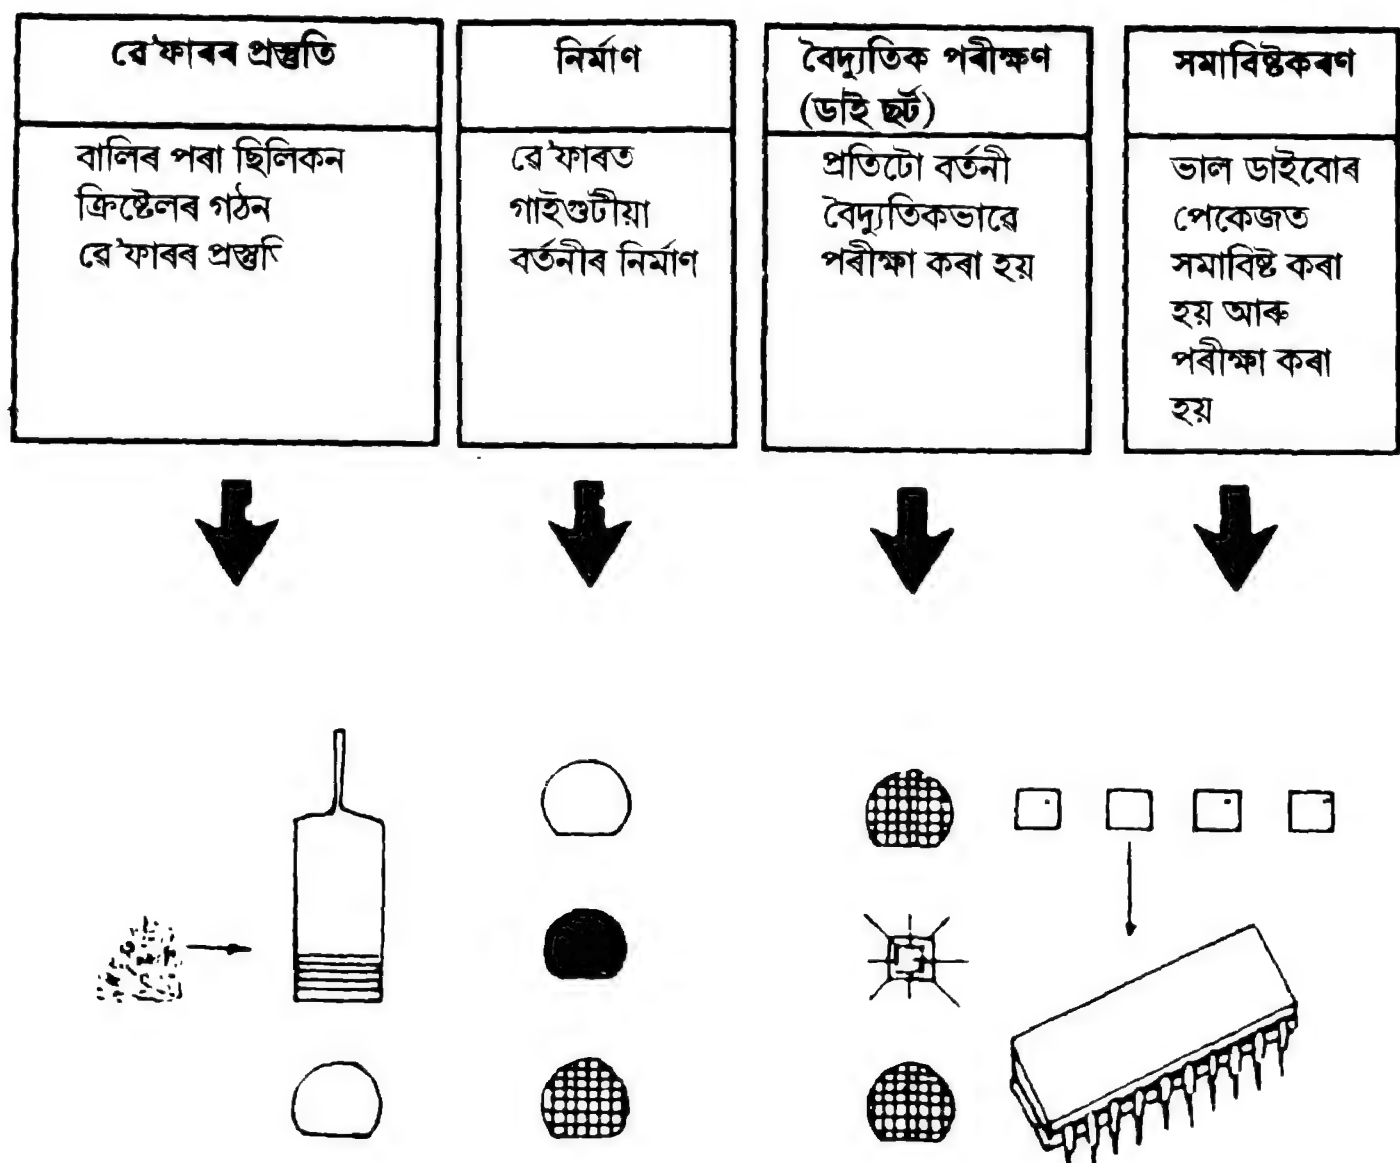 ৱে'ফাৰৰ প্ৰস্তুতি
বালিৰ পৰা ছিলিকন
ক্ৰিষ্টেলৰ গঠন
ৱে'ফাৰৰ প্ৰস্তুতি
নিৰ্মাণ
ৱে'ফাৰত
গাইগুটীয়া
বৰ্তনীৰ নিৰ্মাণ
বৈদ্যুতিক পৰীক্ষণ
(ডাই ছৰ্ট)
প্ৰতিটো বৰ্তনী
বৈদ্যুতিকভাৱে
পৰীক্ষা কৰা হয়
সমাবিষ্টকৰণ
ভাল ডাইবোৰ
পেকেজত
সমাবিষ্ট কৰা
হয় আৰু
পৰীক্ষা কৰা
হয়